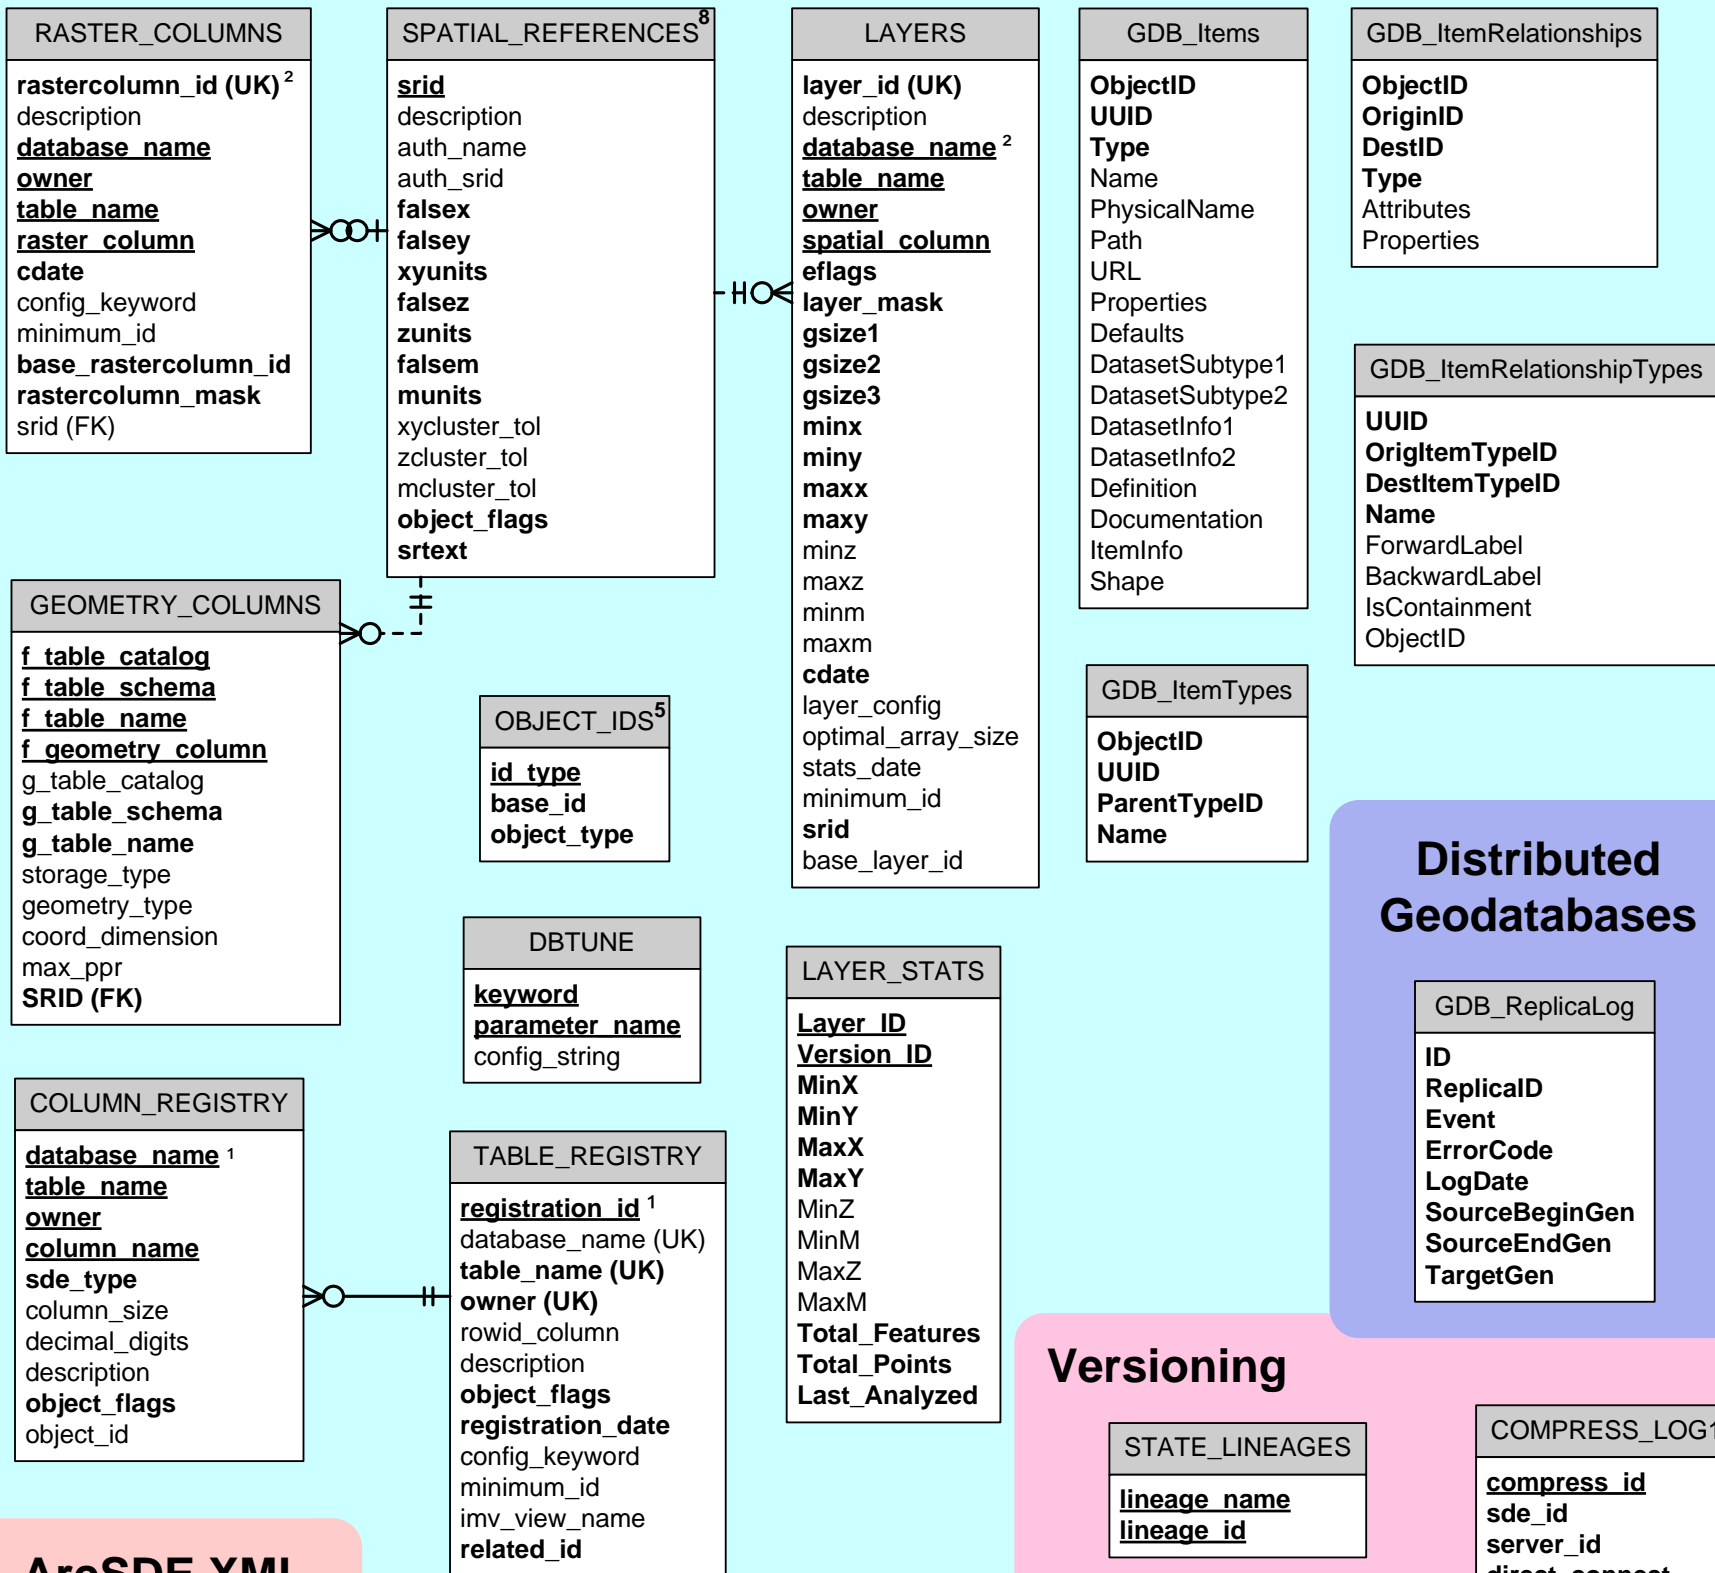 RASTER_COLUMNS
rastercolumn_id (UK) 2
description
database_name
owner
table_name
raster_column
cdate
config_keyword
minimum_id
base_rastercolumn_id
rastercolumn_mask
srid (FK)
SPATIAL_REFERENCES 8
srid
description
auth_name
auth_srid
falsex
falsey
xyunits
falsez
zunits
falsem
munits
xycluster_tol
zcluster_tol
mcluster_tol
object_flags
srtext
LAYERS
layer_id (UK)
description
database_name 2
table_name
owner
spatial_column
eflags
layer_mask
gsize1
gsize2
gsize3
minx
miny
maxx
maxy
minz
maxz
minm
maxm
cdate
layer_config
optimal_array_size
stats_date
minimum_id
srid
base_layer_id
GDB_Items
ObjectID
UUID
Type
Name
PhysicalName
Path
URL
Properties
Defaults
DatasetSubtype1
DatasetSubtype2
DatasetInfo1
DatasetInfo2
Definition
Documentation
ItemInfo
Shape
GDB_ItemRelationships
ObjectID
OriginID
DestID
Type
Attributes
Properties
GDB_ItemRelationshipTypes
UUID
OrigItemTypeID
DestItemTypeID
Name
ForwardLabel
BackwardLabel
IsContainment
ObjectID
GEOMETRY_COLUMNS
f_table_catalog
f_table_schema
f_table_name
f_geometry_column
g_table_catalog
g_table_schema
g_table_name
storage_type
geometry_type
coord_dimension
max_ppr
SRID (FK)
OBJECT_IDS 5
id_type
base_id
object_type
GDB_ItemTypes
ObjectID
UUID
ParentTypeID
Name
DBTUNE
keyword
parameter_name
config_string
LAYER_STATS
Layer_ID
Version_ID
MinX
MinY
MaxX
MaxY
MinZ
MinM
MaxZ
MaxM
Total_Features
Total_Points
Last_Analyzed
Distributed
Geodatabases
GDB_ReplicaLog
ID
ReplicaID
Event
ErrorCode
LogDate
SourceBeginGen
SourceEndGen
TargetGen
COLUMN_REGISTRY
database_name 1
table_name
owner
column_name
sde_type
column_size
decimal_digits
description
object_flags
object_id
TABLE_REGISTRY
registration_id 1
database_name (UK)
table_name (UK)
owner (UK)
rowid_column
description
object_flags
registration_date
config_keyword
minimum_id
imv_view_name
related_id
Versioning
STATE_LINEAGES
lineage_name
lineage_id
COMPRESS_LOG1
compress_id
sde_id
server_id
direct_connect
ArcSDE XML